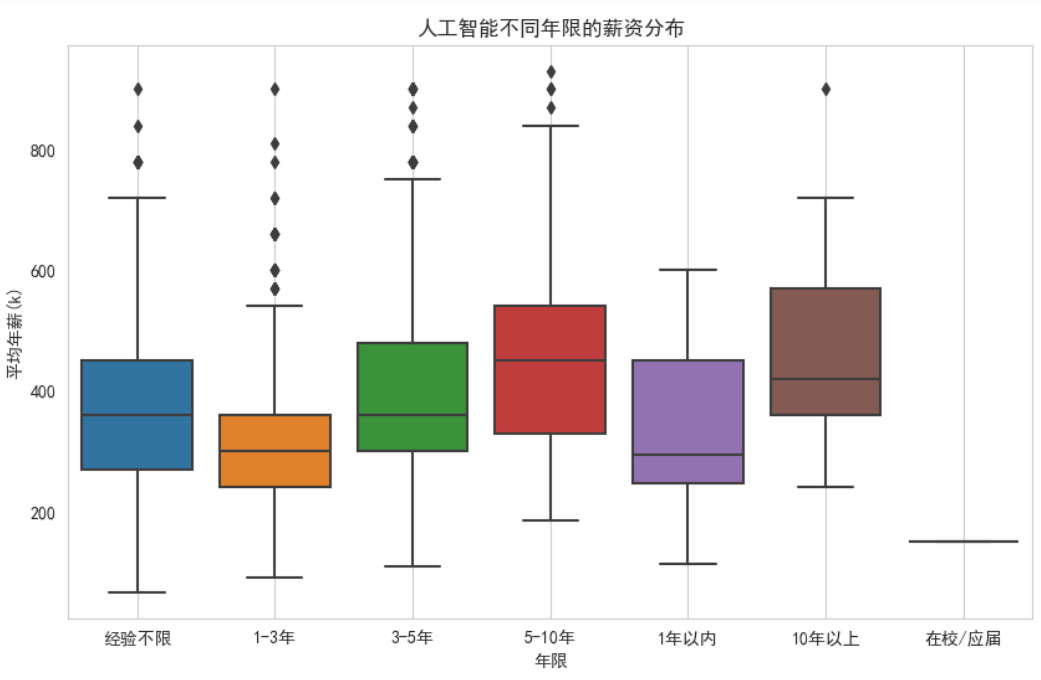 人工智能不同年限的薪资分布
平均年薪(k)
800
600
400
200
经验不限 1-3年 3-5年 5-10年 1年以内 10年以上 在校/应届
年限